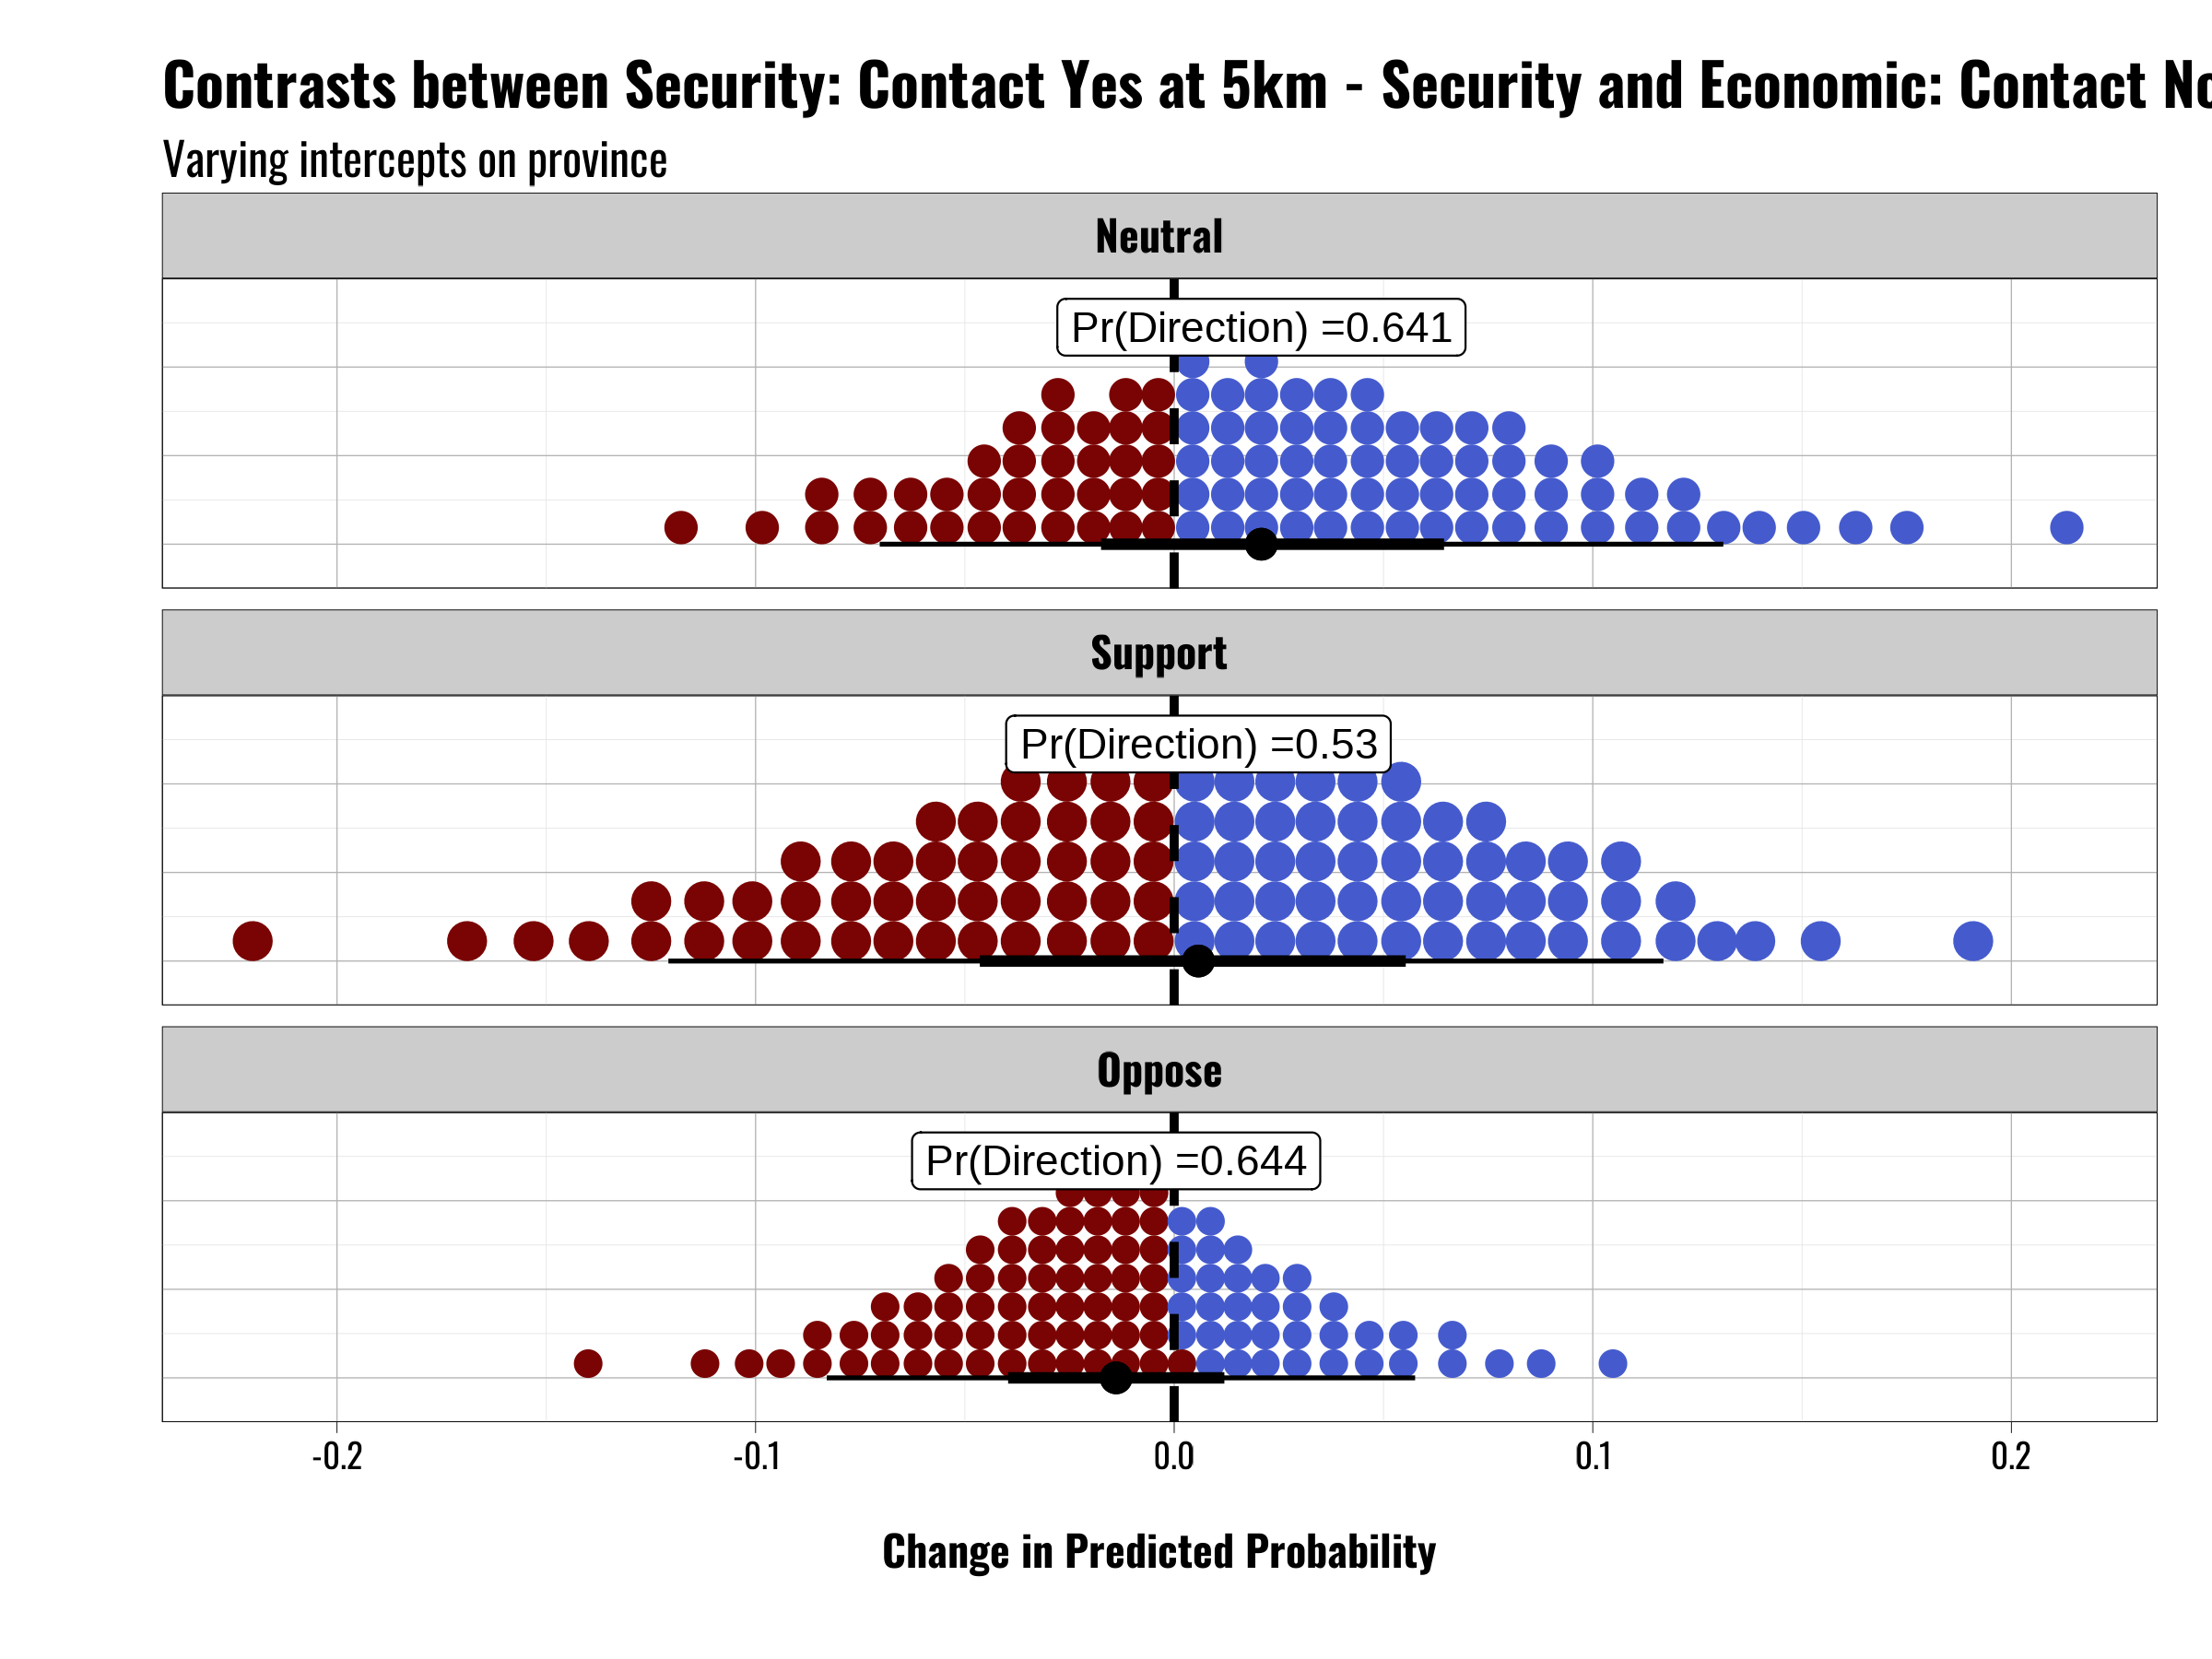 Contrasts between Security: Contact Yes at 5km - Security and Economic: Contact
Varying intercepts on province
Neutral
Pr(Direction) =0.641
Support
Pr(Direction) =0.53
Oppose
Pr(Direction) =0.644
-0.2 -0.1 0.0 0.1 0.2
Change in Predicted Probability